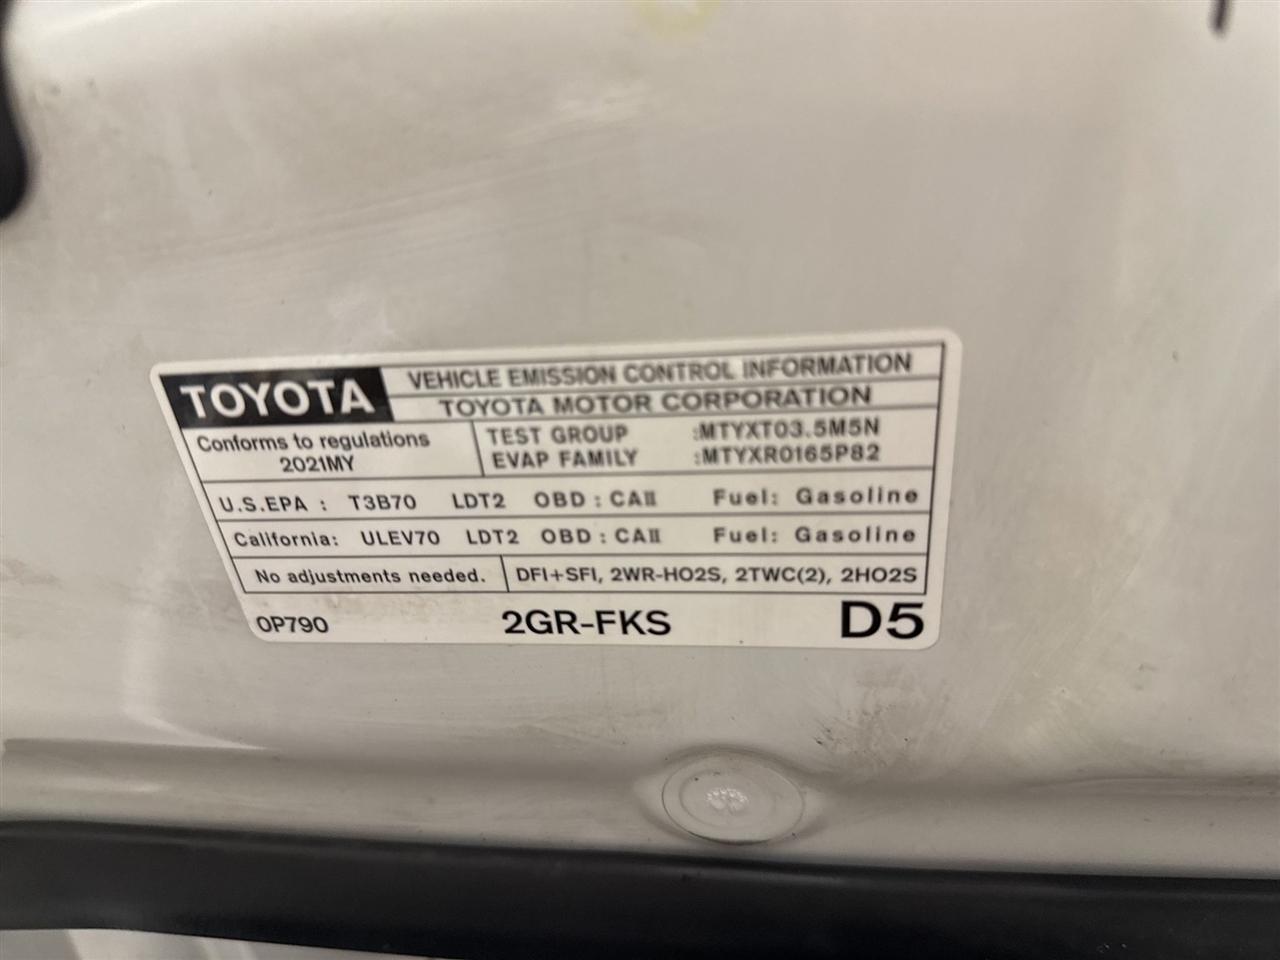 TOYOTA
VEHICLE EMISSION CONTROL INFORMATION
TOYOTA MOTOR CORPORATION
Conforms to regulations
2021MY
TEST GROUP :MTYXT03.5M5N
EVAP FAMILY :MTYXR0165P82
U.S.EPA : T3B70 LDT2 OBD : CAII Fuel: Gasoline
California: ULEV70 LDT2 OBD : CAII Fuel: Gasoline
No adjustments needed. DFI+SFI, 2WR-HO2S, 2TWC(2), 2HO2S
0P790 2GR-FKS D5